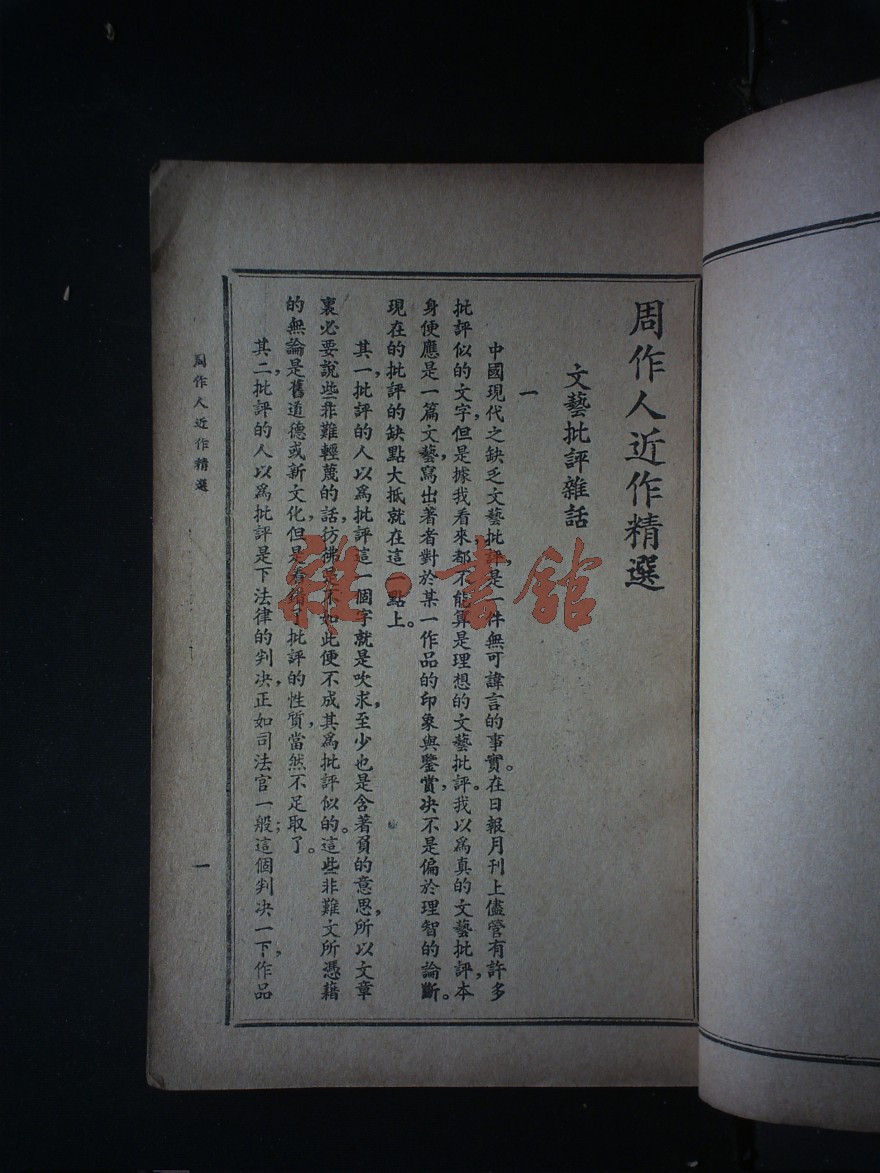 周作人近作精選
文藝批評雜話
一
中國現代之缺乏文藝批評，是一件無可諱言的事實。在日報月刊上儘管有許多
批評似的文字，但是據我看來，都不能算是理想的文藝批評。我以爲真的文藝批評，本
身便應是一篇文藝，寫出著者對於某一作品的印象與鑒賞，决不是偏於理智的論斷。
現在的批評的缺點大抵就在這一點上。
其一，批評的人以爲批評這一個字就是吹求，至少也是含著負的意思，所以文章
裏必要說些非難輕蔑的話，彷彿是不如此便不成其爲批評似的。這些非難文所憑藉
的無論是舊道德或新文化，但是看錯了批評的性質，當然不足取了。
其二，批評的人以爲批評是下法律的判决，正如司法官一般；這個判决一下，作品
周作人近作精選
一
雜·書館